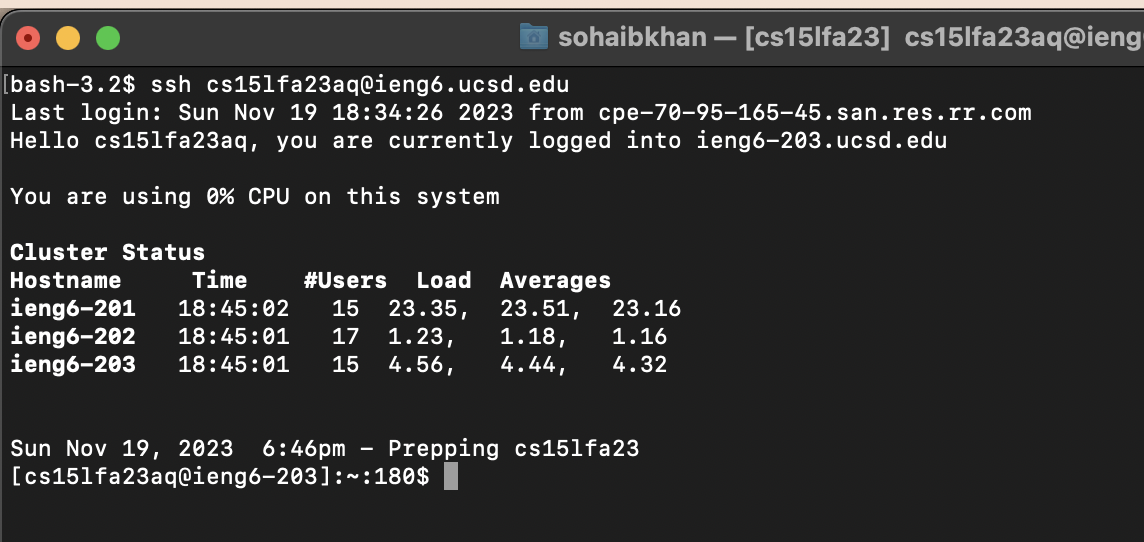 sohaibkhan — [cs15lfa23] cs15lfa23aq@ieng
[bash-3.2$ ssh cs15lfa23aq@ieng6.ucsd.edu
Last login: Sun Nov 19 18:34:26 2023 from cpe-70-95-165-45.san.res.rr.com
Hello cs15lfa23aq, you are currently logged into ieng6-203.ucsd.edu
You are using 0% CPU on this system
Cluster Status
Hostname     Time    #Users  Load  Averages
ieng6-201   18:45:02   15  23.35,  23.51,  23.16
ieng6-202   18:45:01   17  1.23,   1.18,   1.16
ieng6-203   18:45:01   15  4.56,   4.44,   4.32
Sun Nov 19, 2023  6:46pm - Prepping cs15lfa23
[cs15lfa23aq@ieng6-203]:~:180$